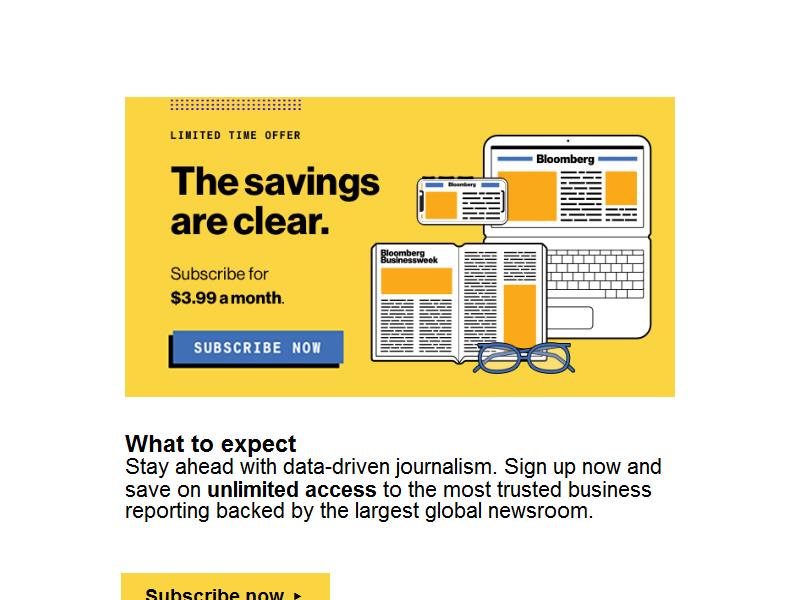 LIMITED TIME OFFER
The savings
are clear.
Subscribe for
$3.99 a month.
SUBSCRIBE NOW
Bloomberg
Bloomberg
Bloomberg
Businessweek
What to expect
Stay ahead with data-driven journalism. Sign up now and
save on unlimited access to the most trusted business
reporting backed by the largest global newsroom.
Subscribe now